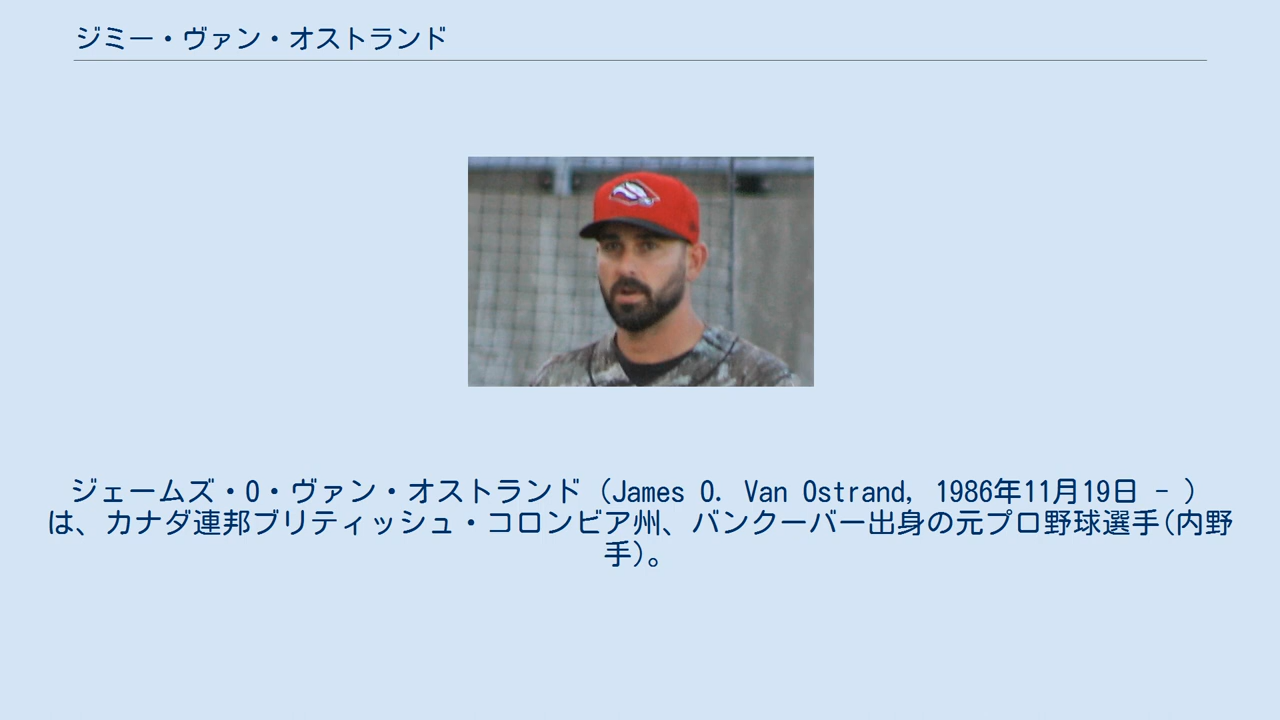 ジミー・ヴァン・オストランド
ジェームズ・O・ヴァン・オストランド (James O. Van Ostrand, 1986年11月19日 - )
は、カナダ連邦ブリティッシュ・コロンビア州、バンクーバー出身の元プロ野球選手(内野
手)。